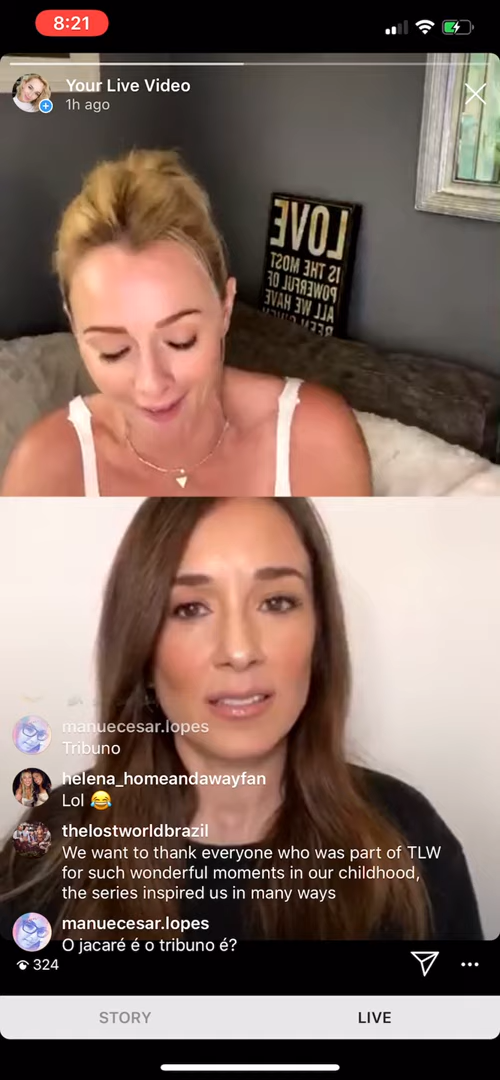 8:21
Your Live Video
1h ago
LOVE
IS THE MOST
POWERFUL OF
ALL WE HAVE
BEEN GIVEN
manuecesar.lopes
Tribuno
helena_homeandawayfan
Lol 😂
thelostworldbrazil
We want to thank everyone who was part of TLW
for such wonderful moments in our childhood,
the series inspired us in many ways
manuecesar.lopes
O jacaré é o tribuno é?
324
STORY
LIVE